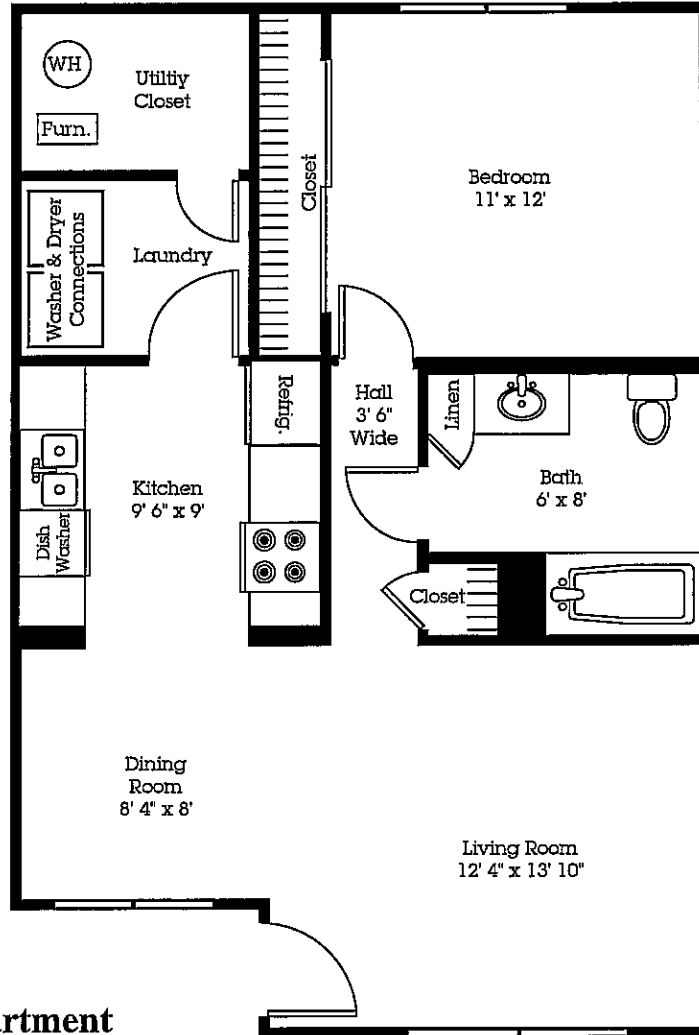 WH
Utiltiy
Closet
Furn.
Closet
Bedroom
11' x 12'
Washer & Dryer
Connections
Laundry
Refrig.
Hall
3' 6"
Wide
Linen
Kitchen
9' 6" x 9'
Bath
6' x 8'
Dish
Washer
Closet
Dining
Room
8' 4" x 8'
Living Room
12' 4" x 13' 10"
artment